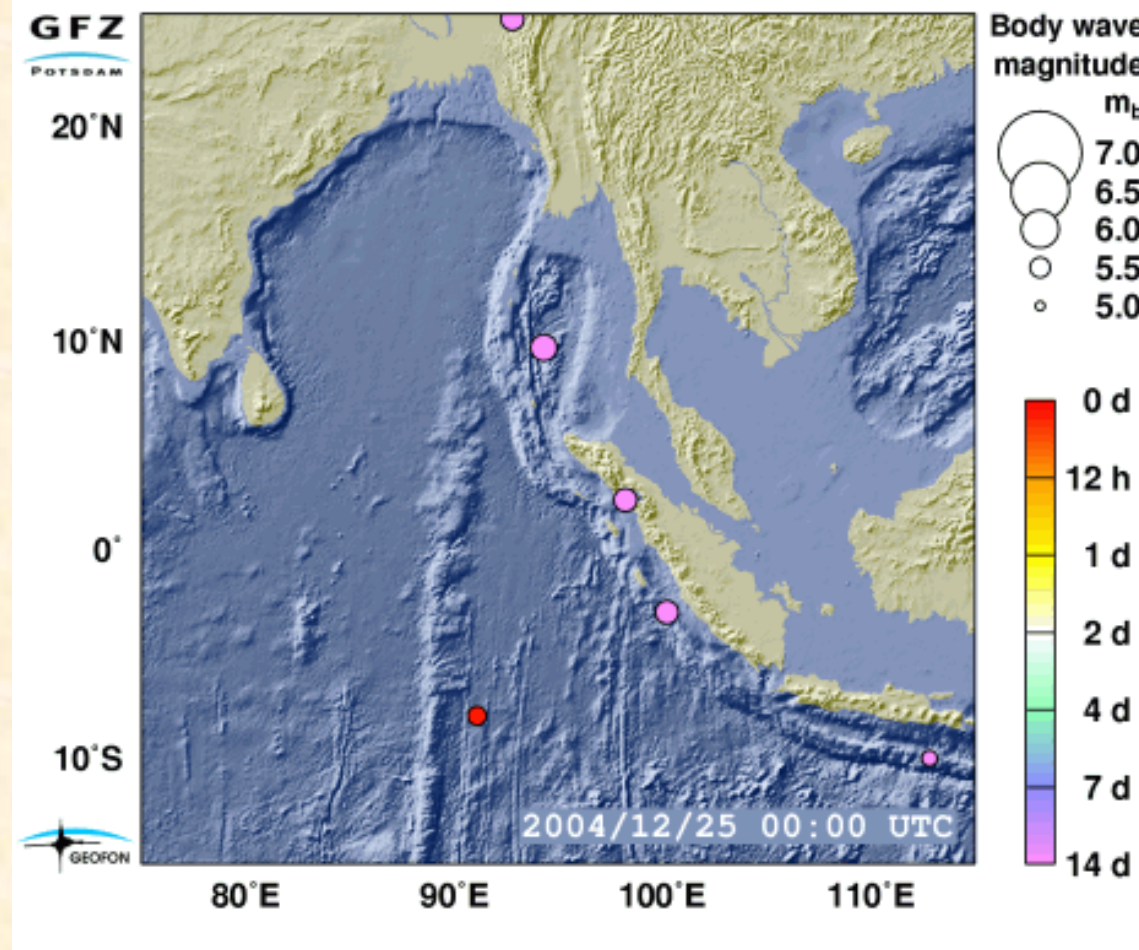 GFZ
POTSDAM
20°N
10°N
0°
10°S
80°E
90°E
100°E
110°E
2004/12/25 00:00 UTC
GEOFON
Body wave
magnitude
mb
7.0
6.5
6.0
5.5
5.0
0 d
12 h
1 d
2 d
4 d
7 d
14 d